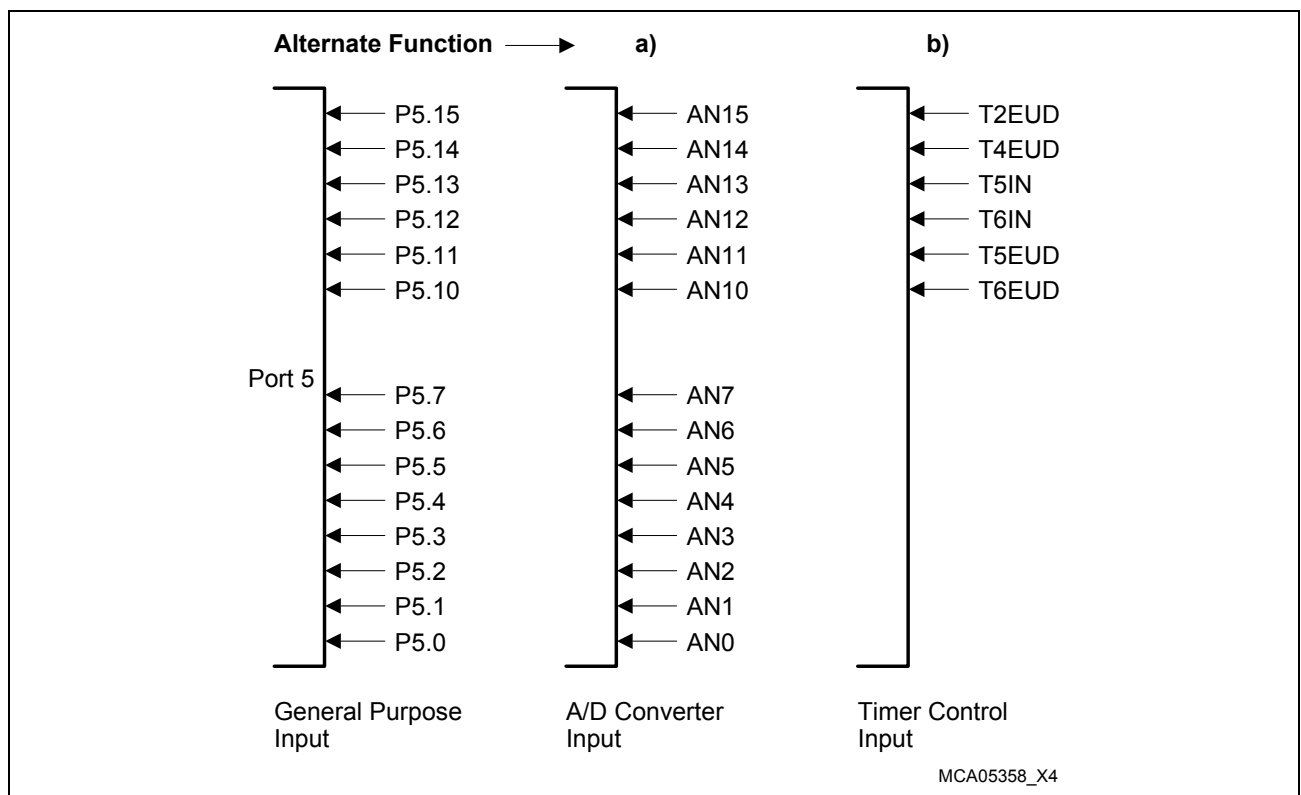 Alternate Function a) b)
P5.15 AN15 T2EUD
P5.14 AN14 T4EUD
P5.13 AN13 T5IN
P5.12 AN12 T6IN
P5.11 AN11 T5EUD
P5.10 AN10 T6EUD
Port 5
P5.7 AN7
P5.6 AN6
P5.5 AN5
P5.4 AN4
P5.3 AN3
P5.2 AN2
P5.1 AN1
P5.0 AN0
General Purpose A/D Converter Timer Control
Input Input Input
MCA05358_X4